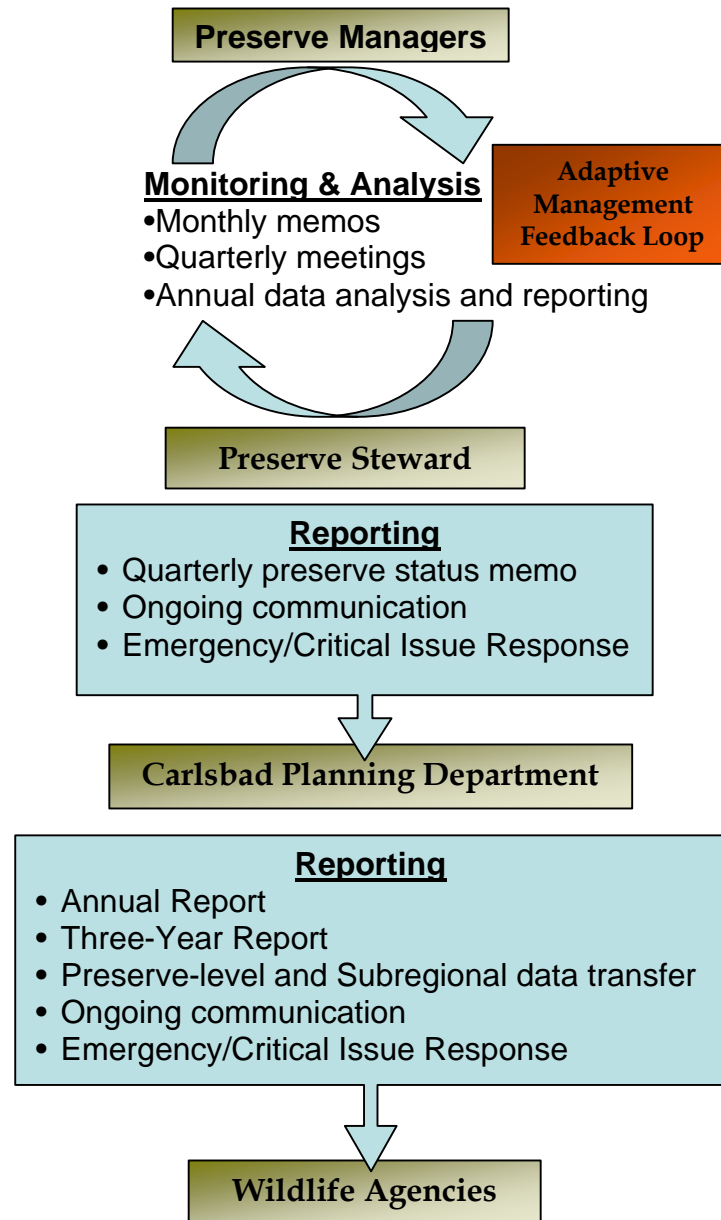 Preserve Managers
Adaptive
Management
Feedback Loop
Monitoring & Analysis
•Monthly memos
•Quarterly meetings
•Annual data analysis and reporting
Preserve Steward
Reporting
• Quarterly preserve status memo
• Ongoing communication
• Emergency/Critical Issue Response
Carlsbad Planning Department
Reporting
• Annual Report
• Three-Year Report
• Preserve-level and Subregional data transfer
• Ongoing communication
• Emergency/Critical Issue Response
Wildlife Agencies